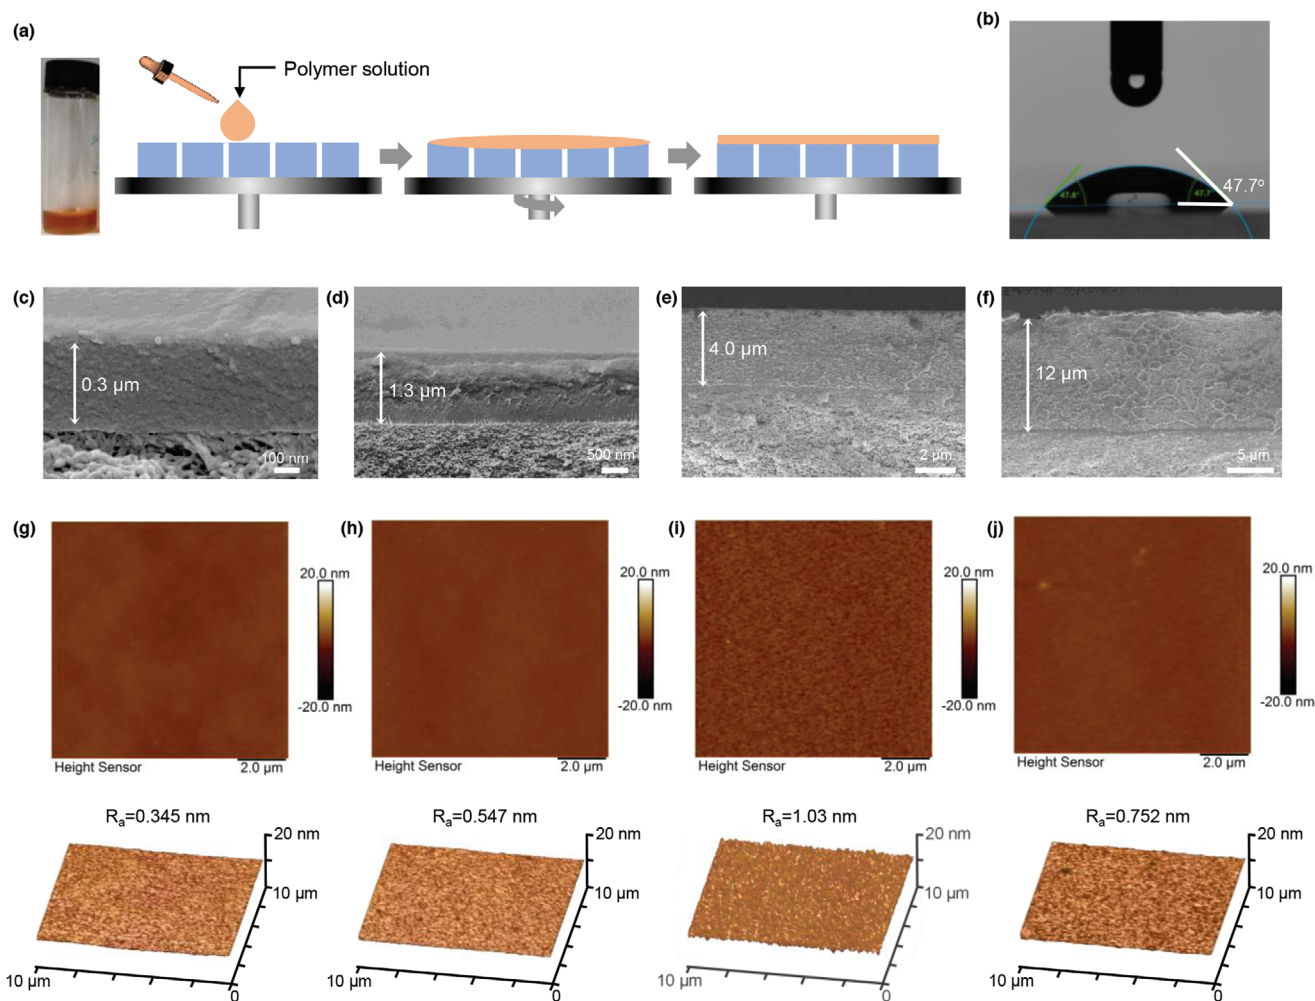 (a)
Polymer solution
(b)
47.8°
47.7°
47.7º
(c)
0.3 µm
100 nm
(d)
1.3 µm
500 nm
(e)
4.0 µm
2 µm
(f)
12 µm
5 µm
(g)
20.0 nm
-20.0 nm
Height Sensor
2.0 µm
(h)
20.0 nm
-20.0 nm
Height Sensor
2.0 µm
(i)
20.0 nm
-20.0 nm
Height Sensor
2.0 µm
(j)
20.0 nm
-20.0 nm
Height Sensor
2.0 µm
Ra=0.345 nm
20 nm
10 µm
10 µm
0
Ra=0.547 nm
20 nm
10 µm
10 µm
0
Ra=1.03 nm
20 nm
10 µm
10 µm
0
Ra=0.752 nm
20 nm
10 µm
10 µm
0